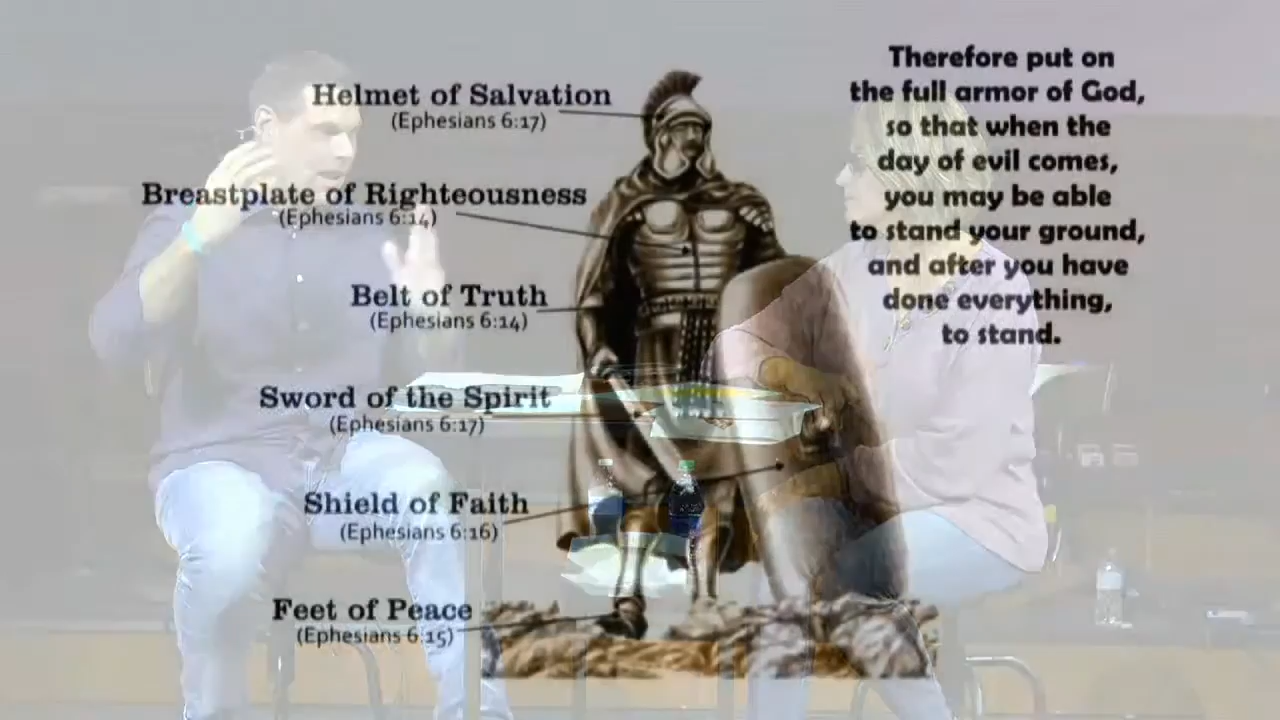 Helmet of Salvation
(Ephesians 6:17)
Breastplate of Righteousness
(Ephesians 6:14)
Belt of Truth
(Ephesians 6:14)
Sword of the Spirit
(Ephesians 6:17)
Shield of Faith
(Ephesians 6:16)
Feet of Peace
(Ephesians 6:15)
Therefore put on
the full armor of God,
so that when the
day of evil comes,
you may be able
to stand your ground,
and after you have
done everything,
to stand.